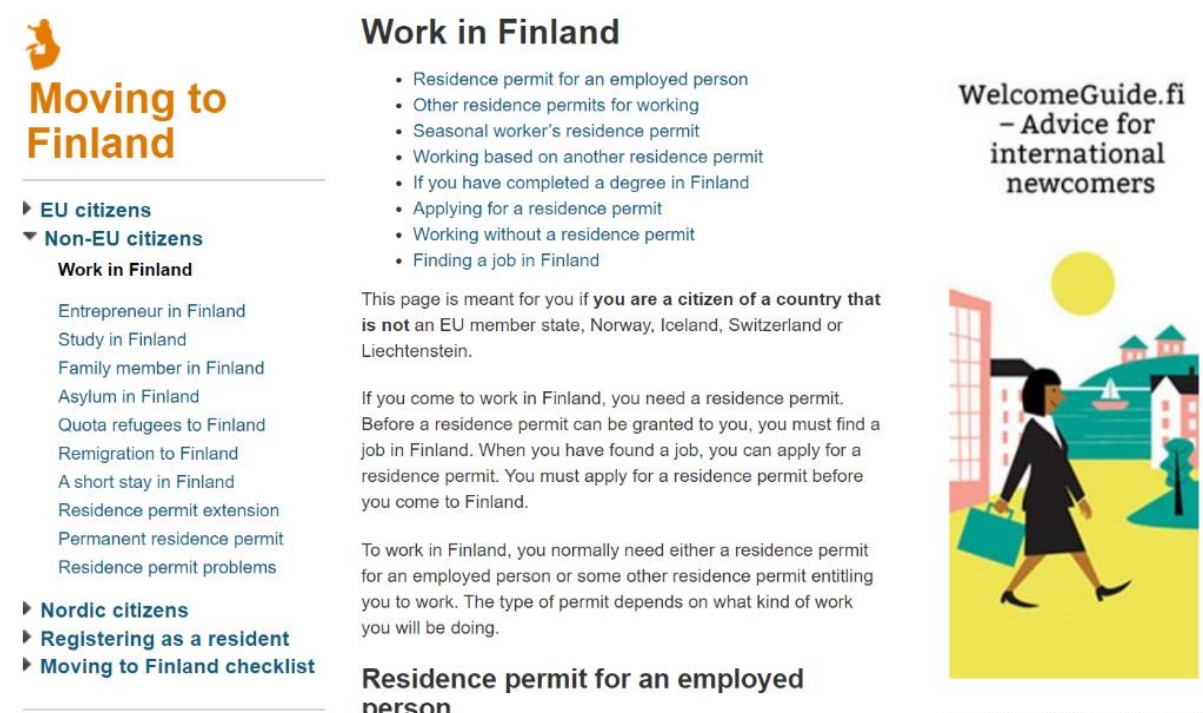 Moving to
Finland
EU citizens
Non-EU citizens
Work in Finland
Entrepreneur in Finland
Study in Finland
Family member in Finland
Asylum in Finland
Quota refugees to Finland
Remigration to Finland
A short stay in Finland
Residence permit extension
Permanent residence permit
Residence permit problems
Nordic citizens
Registering as a resident
Moving to Finland checklist
Work in Finland
• Residence permit for an employed person
• Other residence permits for working
• Seasonal worker's residence permit
• Working based on another residence permit
• If you have completed a degree in Finland
• Applying for a residence permit
• Working without a residence permit
• Finding a job in Finland
This page is meant for you if you are a citizen of a country that
is not an EU member state, Norway, Iceland, Switzerland or
Liechtenstein.
If you come to work in Finland, you need a residence permit.
Before a residence permit can be granted to you, you must find a
job in Finland. When you have found a job, you can apply for a
residence permit. You must apply for a residence permit before
you come to Finland.
To work in Finland, you normally need either a residence permit
for an employed person or some other residence permit entitling
you to work. The type of permit depends on what kind of work
you will be doing.
Residence permit for an employed
person
WelcomeGuide.fi
– Advice for
international
newcomers